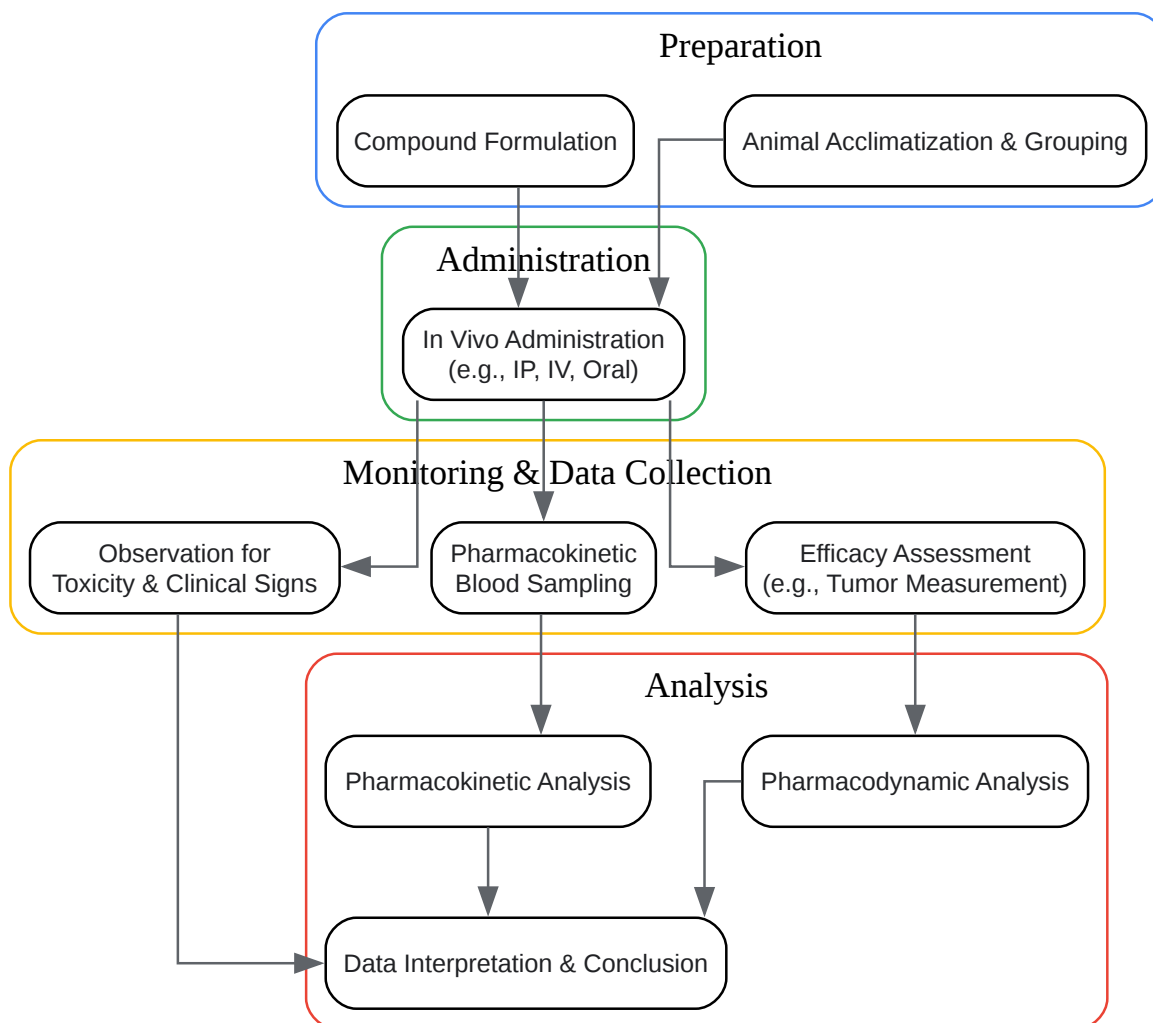 Preparation
Compound Formulation
Animal Acclimatization & Grouping
Administration
In Vivo Administration
(e.g., IP, IV, Oral)
Monitoring & Data Collection
Observation for
Toxicity & Clinical Signs
Pharmacokinetic
Blood Sampling
Efficacy Assessment
(e.g., Tumor Measurement)
Analysis
Pharmacokinetic Analysis
Pharmacodynamic Analysis
Data Interpretation & Conclusion